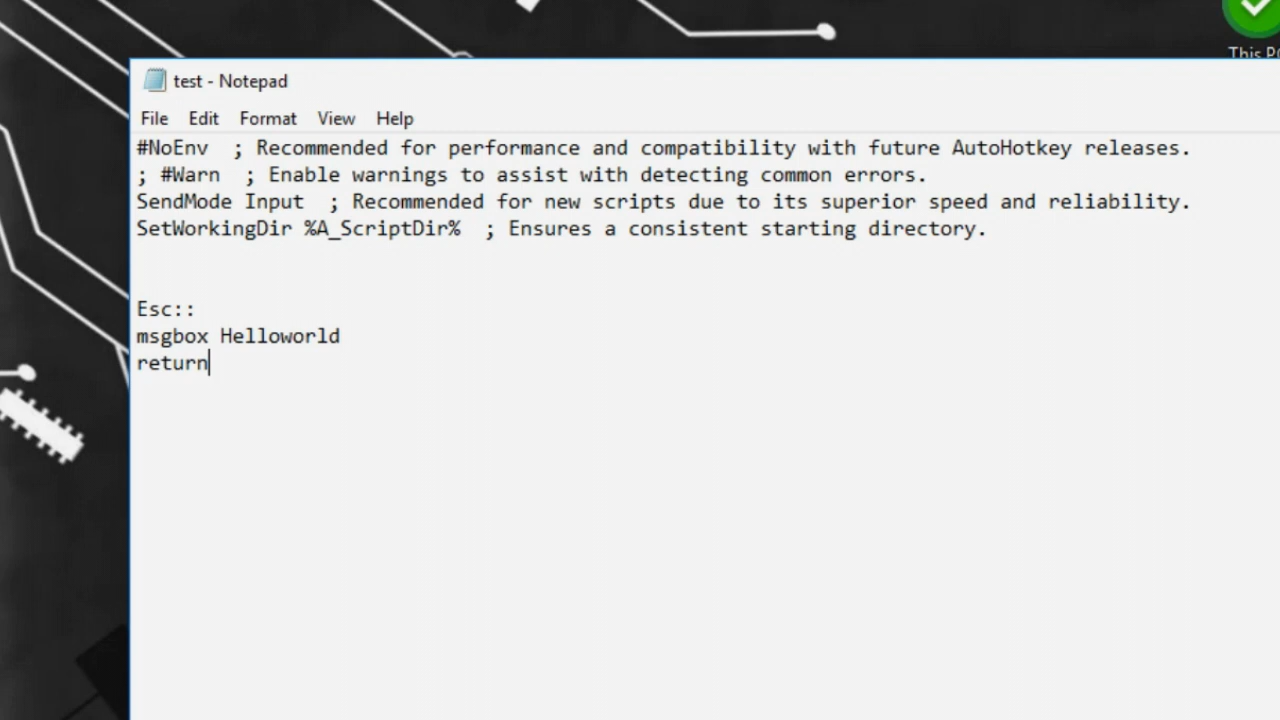 This PC
test - Notepad
File Edit Format View Help
#NoEnv  ; Recommended for performance and compatibility with future AutoHotkey releases.
; #Warn  ; Enable warnings to assist with detecting common errors.
SendMode Input  ; Recommended for new scripts due to its superior speed and reliability.
SetWorkingDir %A_ScriptDir%  ; Ensures a consistent starting directory.
Esc::
msgbox Helloworld
return